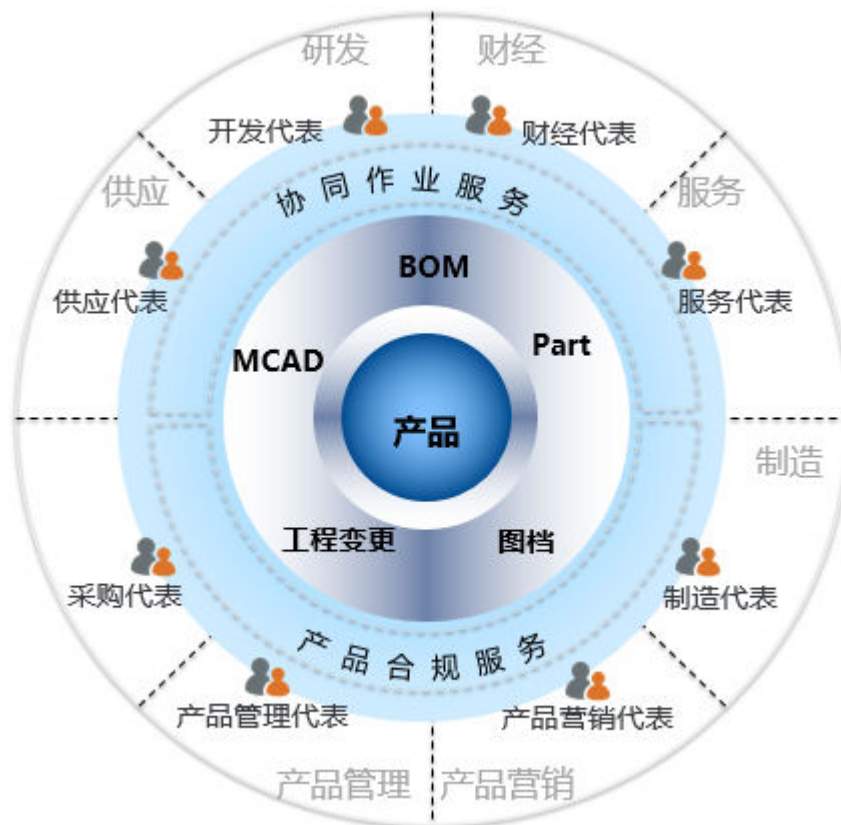 研发
财经
开发代表
财经代表
供应
服务
协同作业服务
供应代表
服务代表
BOM
MCAD
Part
产品
制造
工程变更
图档
采购代表
制造代表
产品合规服务
产品管理代表
产品营销代表
产品管理
产品营销